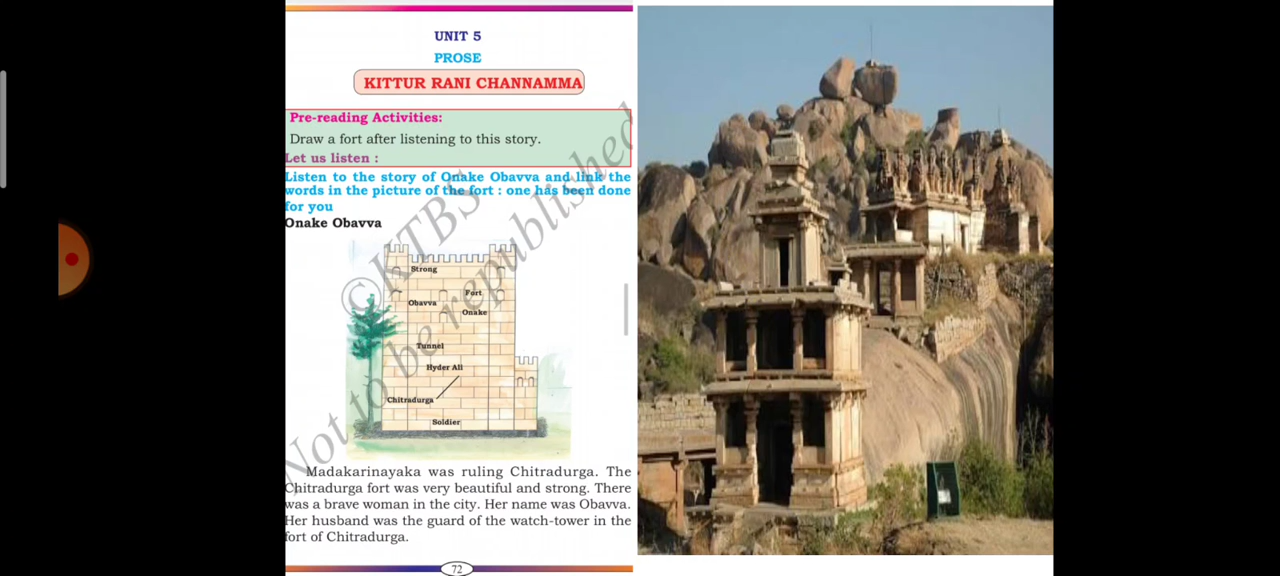 UNIT 5
PROSE
KITTUR RANI CHANNAMMA
Pre-reading Activities:
Draw a fort after listening to this story.
Let us listen :
Listen to the story of Onake Obavva and link the
words in the picture of the fort : one has been done
for you
Onake Obavva
Strong
Fort
Obavva
Onake
Tunnel
Hyder Ali
Chitradurga
Soldier
©KTBS
Not to be republished
Madakarinayaka was ruling Chitradurga. The
Chitradurga fort was very beautiful and strong. There
was a brave woman in the city. Her name was Obavva.
Her husband was the guard of the watch-tower in the
fort of Chitradurga.
72